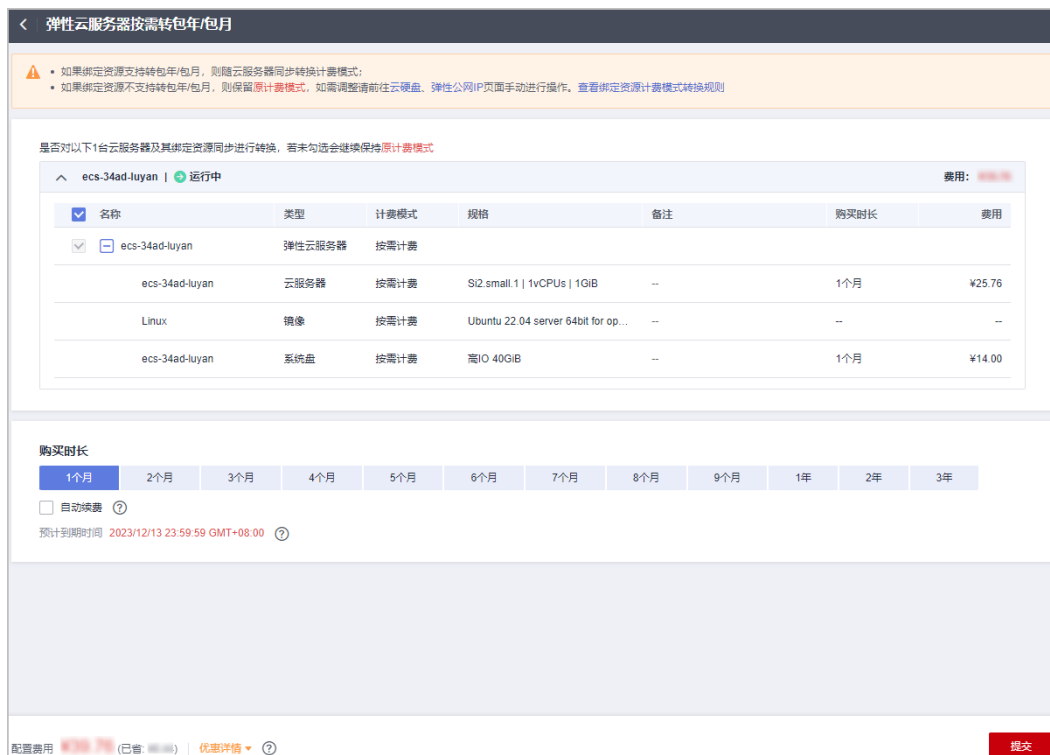 弹性云服务器按需转包年/包月
• 如果绑定资源支持转包年/包月，则随云服务器同步转换计费模式；
• 如果绑定资源不支持转包年/包月，则保留原计费模式，如需调整请前往云硬盘、弹性公网IP页面手动进行操作。查看绑定资源计费模式转换规则
是否对以下1台云服务器及其绑定资源同步进行转换，若未勾选会继续保持原计费模式
ecs-34ad-luyan | 运行中 费用：
名称 类型 计费模式 规格 备注 购买时长 费用
ecs-34ad-luyan 弹性云服务器 按需计费
ecs-34ad-luyan 云服务器 按需计费 Si2.small.1 | 1vCPUs | 1GiB -- 1个月 ¥25.76
Linux 镜像 按需计费 Ubuntu 22.04 server 64bit for op... -- -- --
ecs-34ad-luyan 系统盘 按需计费 高IO 40GiB -- 1个月 ¥14.00
购买时长
1个月 2个月 3个月 4个月 5个月 6个月 7个月 8个月 9个月 1年 2年 3年
自动续费 ?
预计到期时间 2023/12/13 23:59:59 GMT+08:00 ?
配置费用 (已省: ) 优惠详情 ? 提交